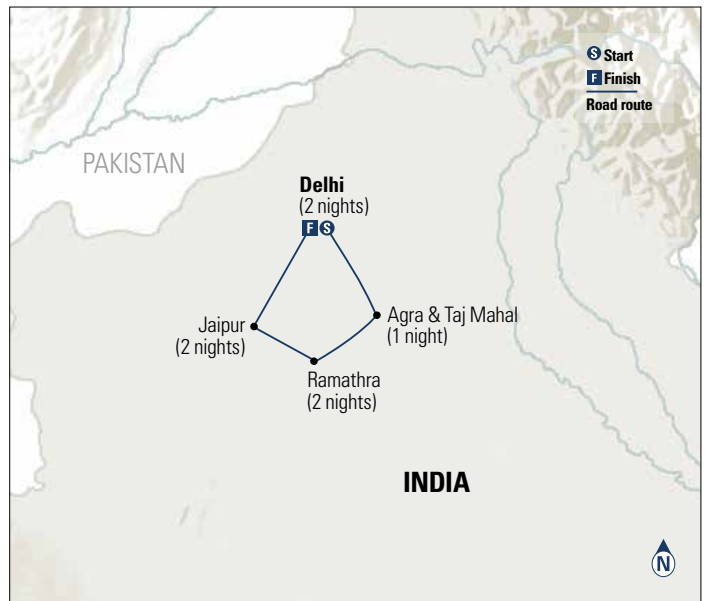 S Start
F Finish
Road route
PAKISTAN
Delhi
(2 nights)
F S
Jaipur
(2 nights)
Agra & Taj Mahal
(1 night)
Ramathra
(2 nights)
INDIA
N